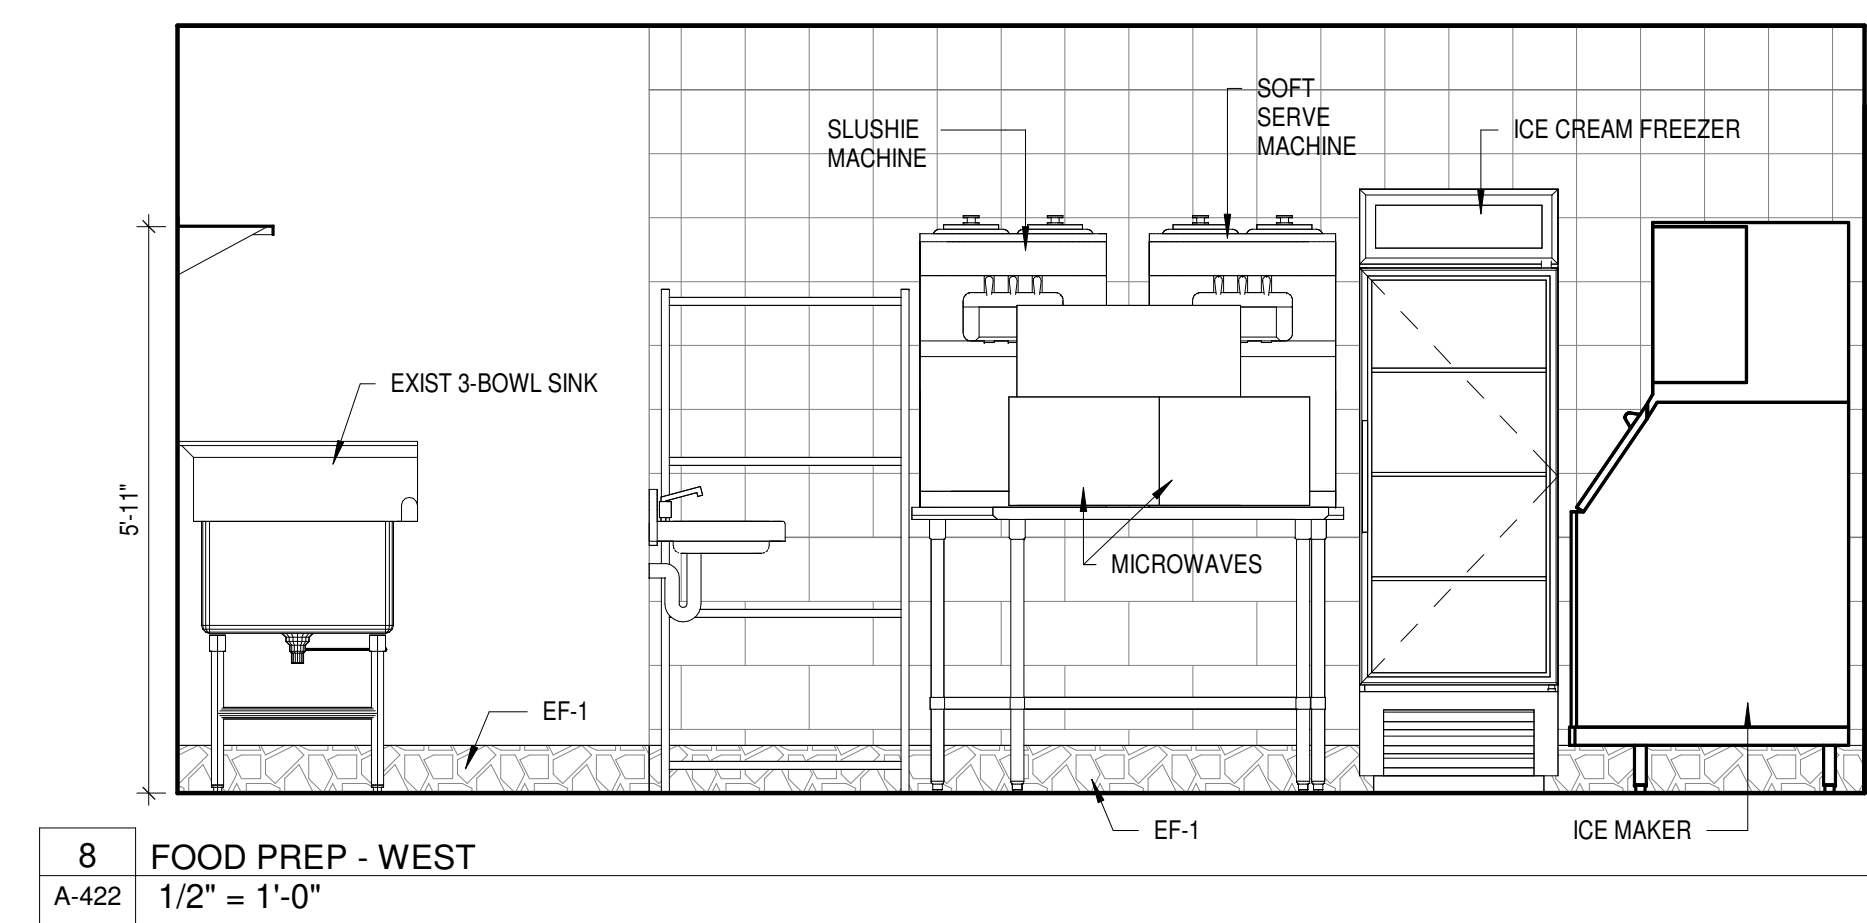 SOFT
SERVE
MACHINE
SLUSHIE
MACHINE
ICE CREAM FREEZER
EXIST 3-BOWL SINK
5'-11"
MICROWAVES
EF-1
EF-1
ICE MAKER
8
FOOD PREP - WEST
A-422
1/2" = 1'-0"